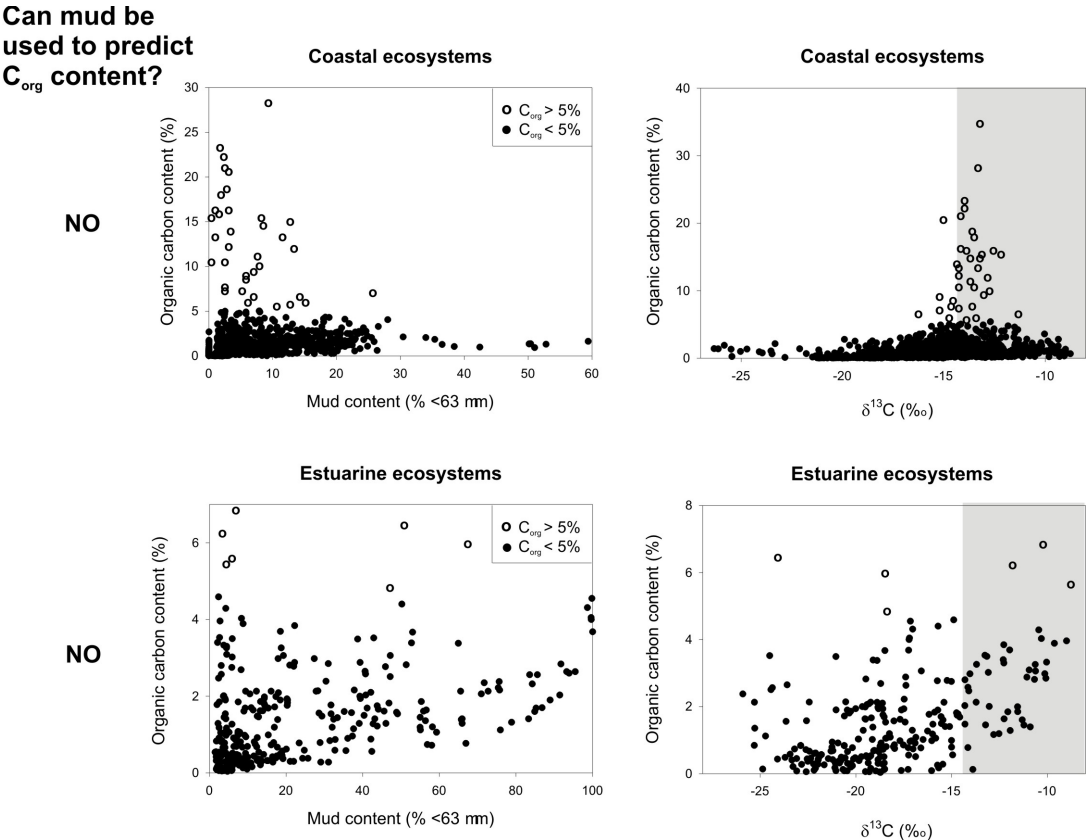 Can mud be
used to predict
Corg content?
Coastal ecosystems
Organic carbon content (%)
30
25
20
15
10
5
0
Corg > 5%
Corg < 5%
0 10 20 30 40 50 60
Mud content (% <63 mm)
NO
Coastal ecosystems
Organic carbon content (%)
40
30
20
10
0
-25 -20 -15 -10
δ13C (‰)
Estuarine ecosystems
Organic carbon content (%)
6
4
2
0
Corg > 5%
Corg < 5%
0 20 40 60 80 100
Mud content (% <63 mm)
NO
Estuarine ecosystems
Organic carbon content (%)
8
6
4
2
0
-25 -20 -15 -10
δ13C (‰)